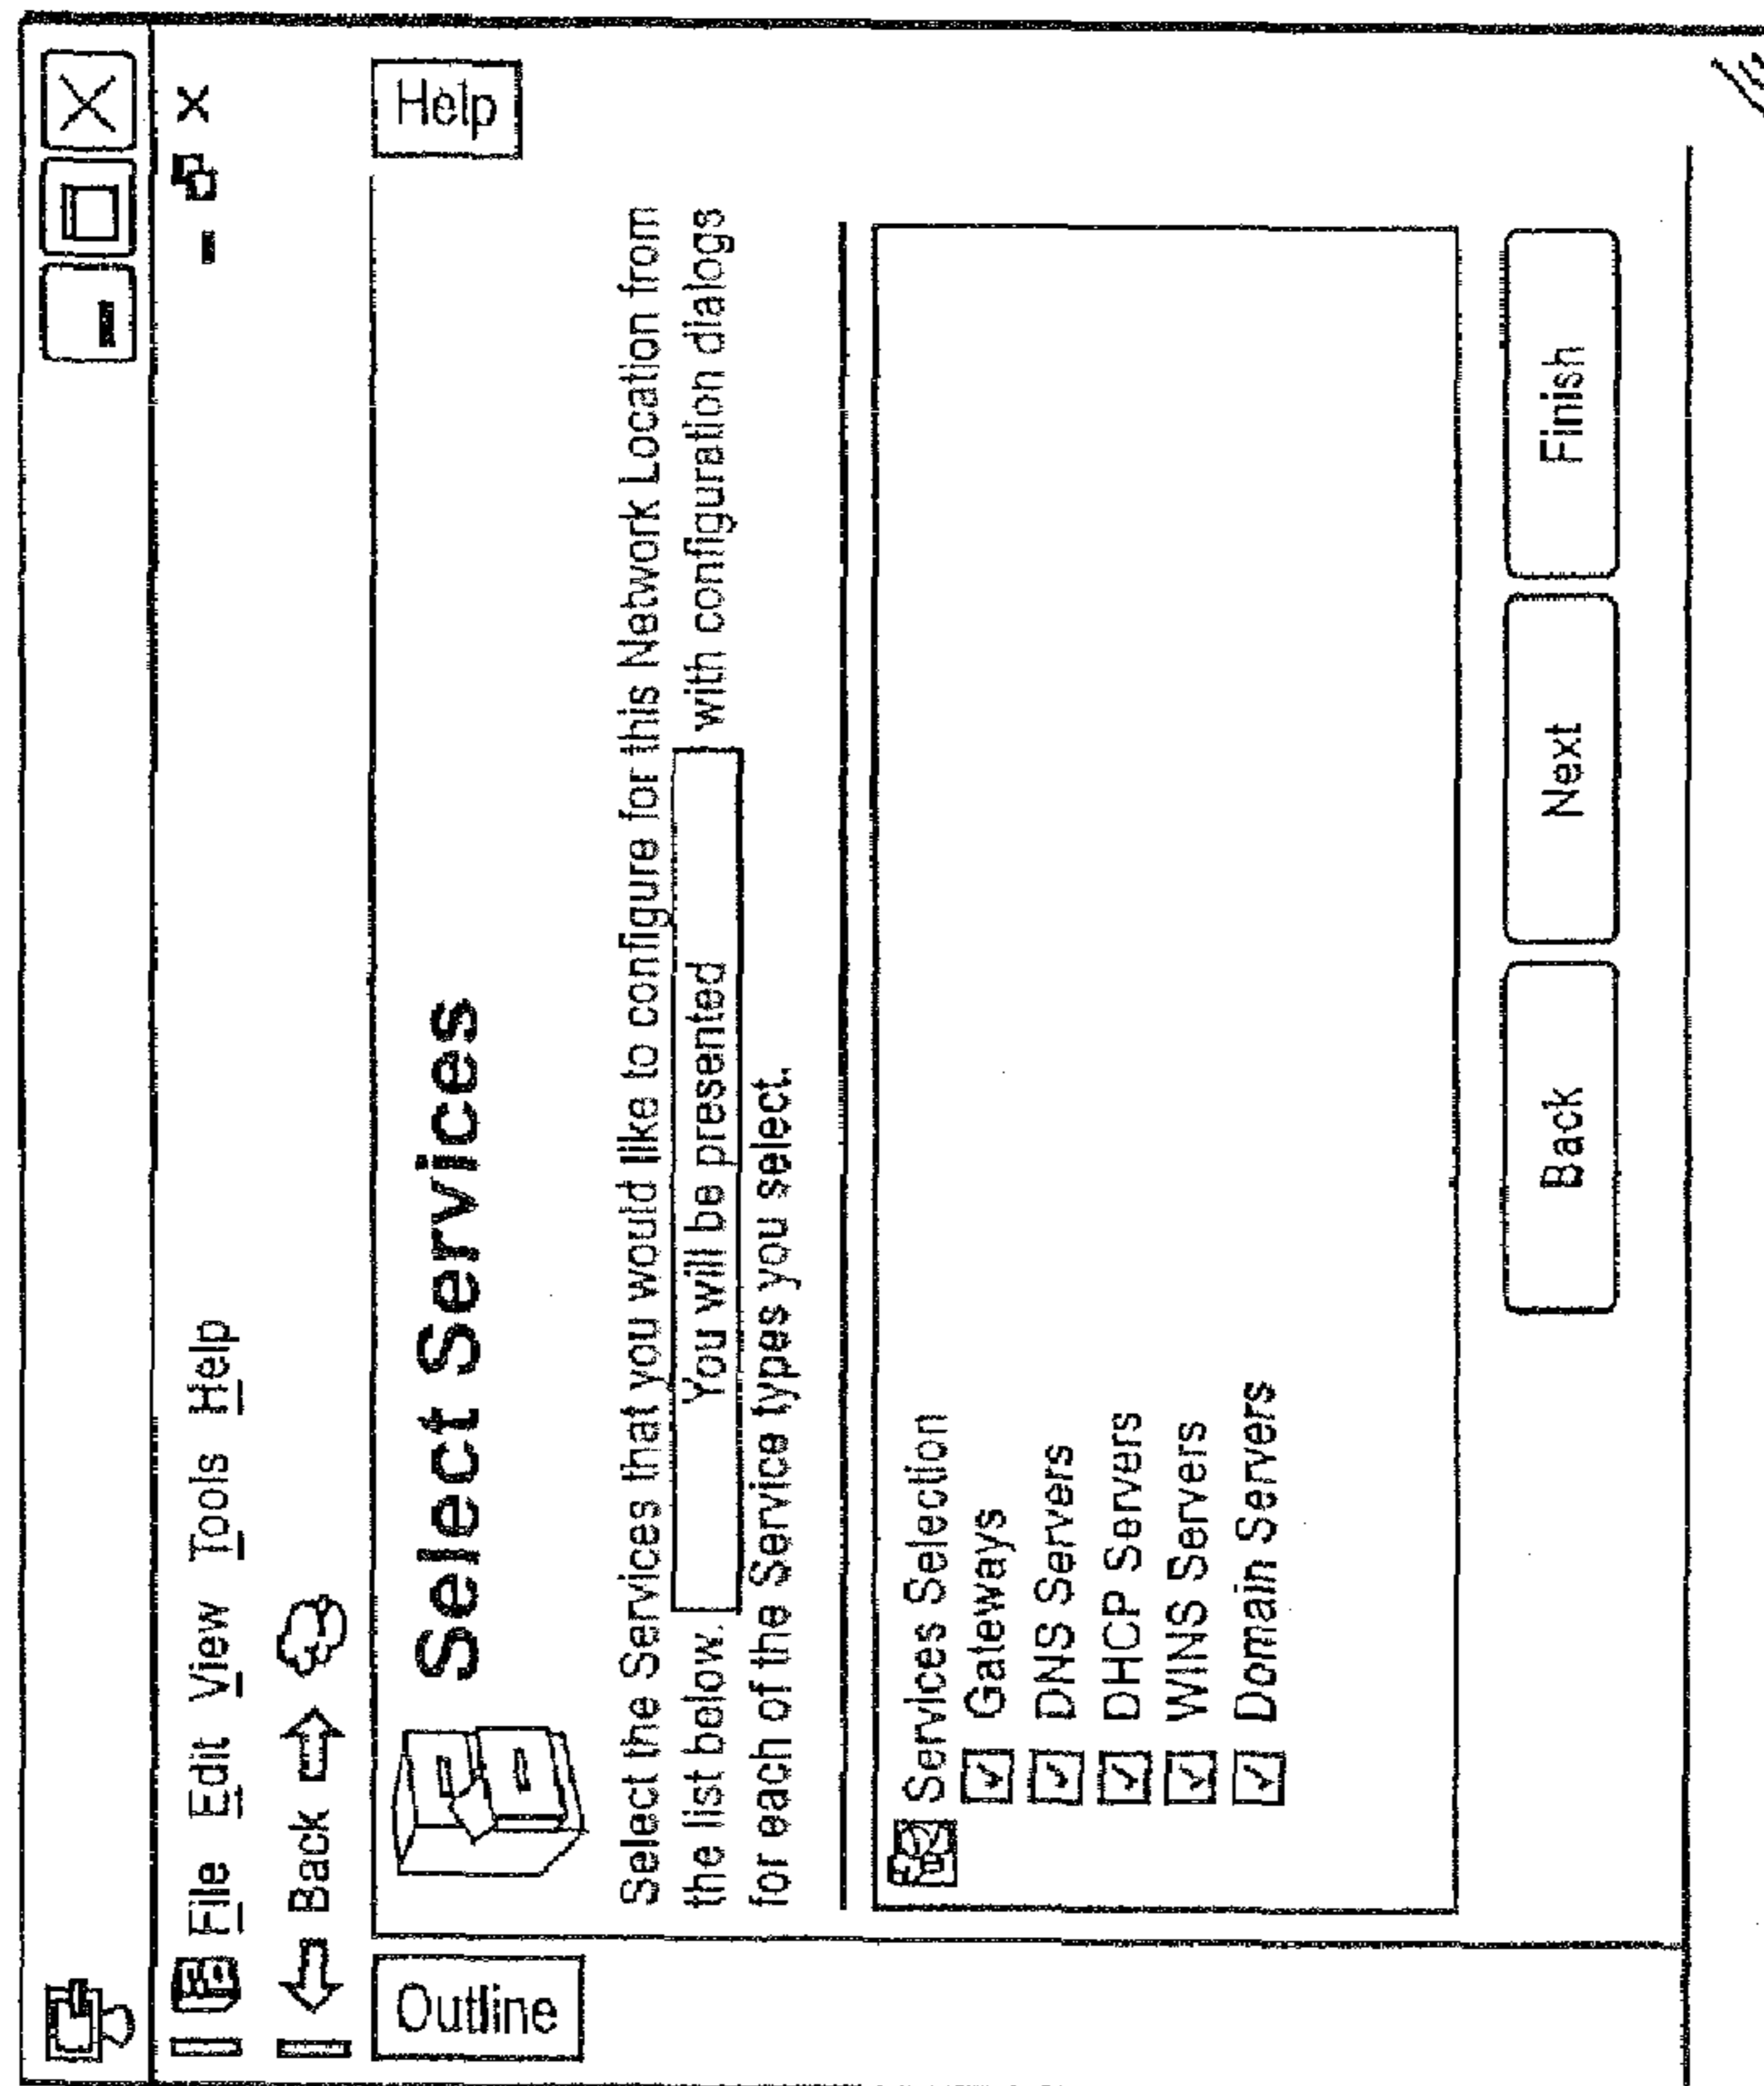 File Edit View Tools Help
Back
Outline
Help
Select Services
Select the Services that you would like to configure for this Network Location from
the list below. You will be presented with configuration dialogs
for each of the Service types you select.
Services Selection
Gateways
DNS Servers
DHCP Servers
WINS Servers
Domain Servers
Back Next Finish